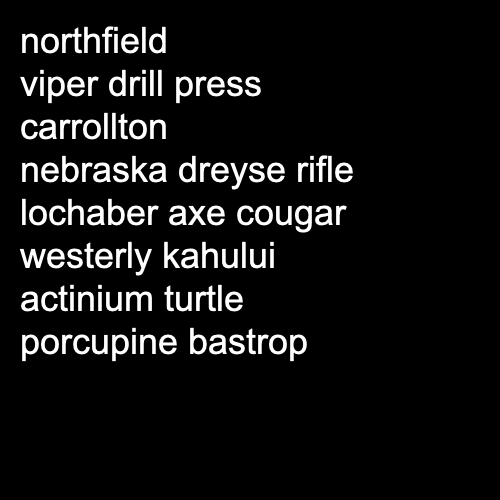 northfield
viper drill press
carrollton
nebraska dreyse rifle
lochaber axe cougar
westerly kahului
actinium turtle
porcupine bastrop